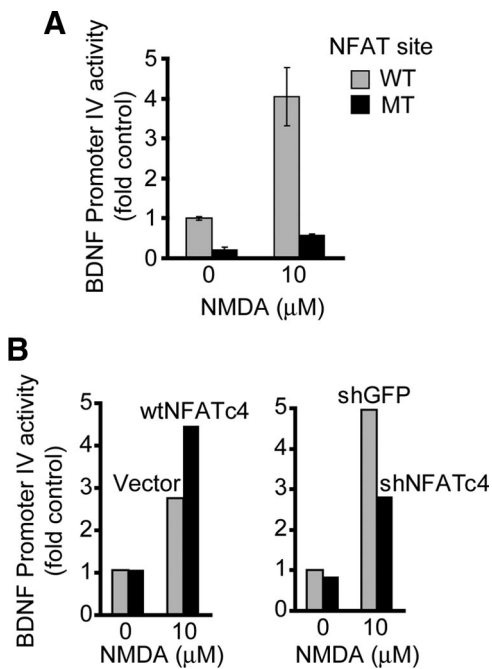 A
NFAT site
WT
MT
BDNF Promoter IV activity
(fold control)
5
4
3
2
1
0
0 10
NMDA (μM)
B
BDNF Promoter IV activity
(fold control)
5
4
3
2
1
0
Vector
wtNFATc4
0 10
NMDA (μM)
5
4
3
2
1
0
shGFP
shNFATc4
0 10
NMDA (μM)